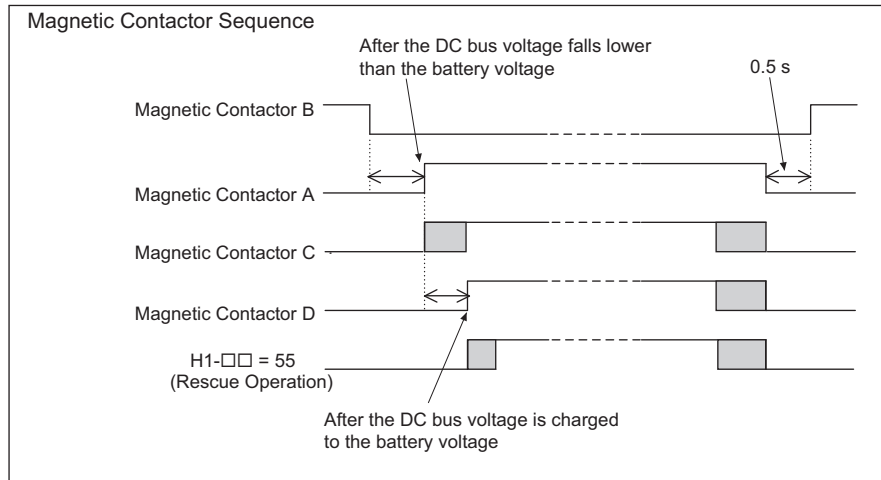 Magnetic Contactor Sequence
After the DC bus voltage falls lower
than the battery voltage
0.5 s
Magnetic Contactor B
Magnetic Contactor A
Magnetic Contactor C
Magnetic Contactor D
H1-□□ = 55
(Rescue Operation)
After the DC bus voltage is charged
to the battery voltage